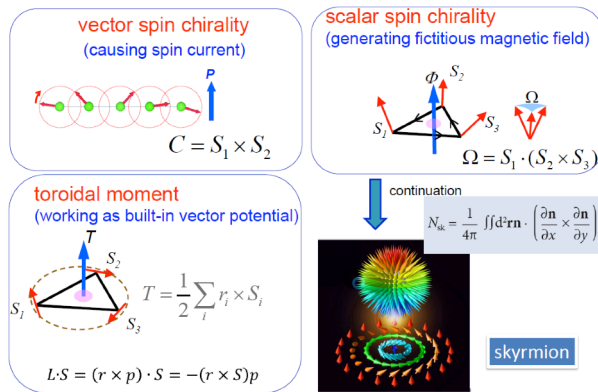 vector spin chirality
(causing spin current)
P
C = S₁ × S₂
scalar spin chirality
(generating fictitious magnetic field)
Φ
S₂
S₁
S₃
Ω
Ω = S₁ · (S₂ × S₃)
toroidal moment
(working as built-in vector potential)
T
S₂
S₁
S₃
T = 1/2 ∑ᵢ rᵢ × Sᵢ
L·S = (r × p) · S = −(r × S)p
continuation
N_sk = 1/4π ∬d²rn · (∂n/∂x × ∂n/∂y)
skyrmion